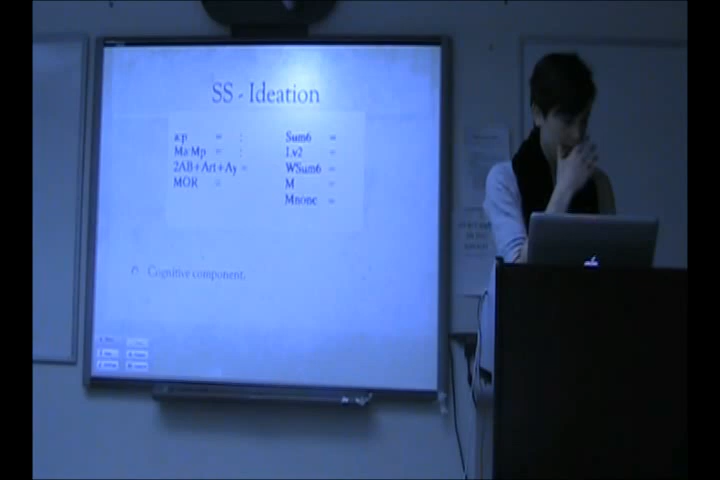 SS - Ideation
a:p = :
Ma:Mp = :
2AB+Art+Ay =
MOR =
Sum6 =
Lv2 =
WSum6 =
M- =
Mnone =
Cognitive component.